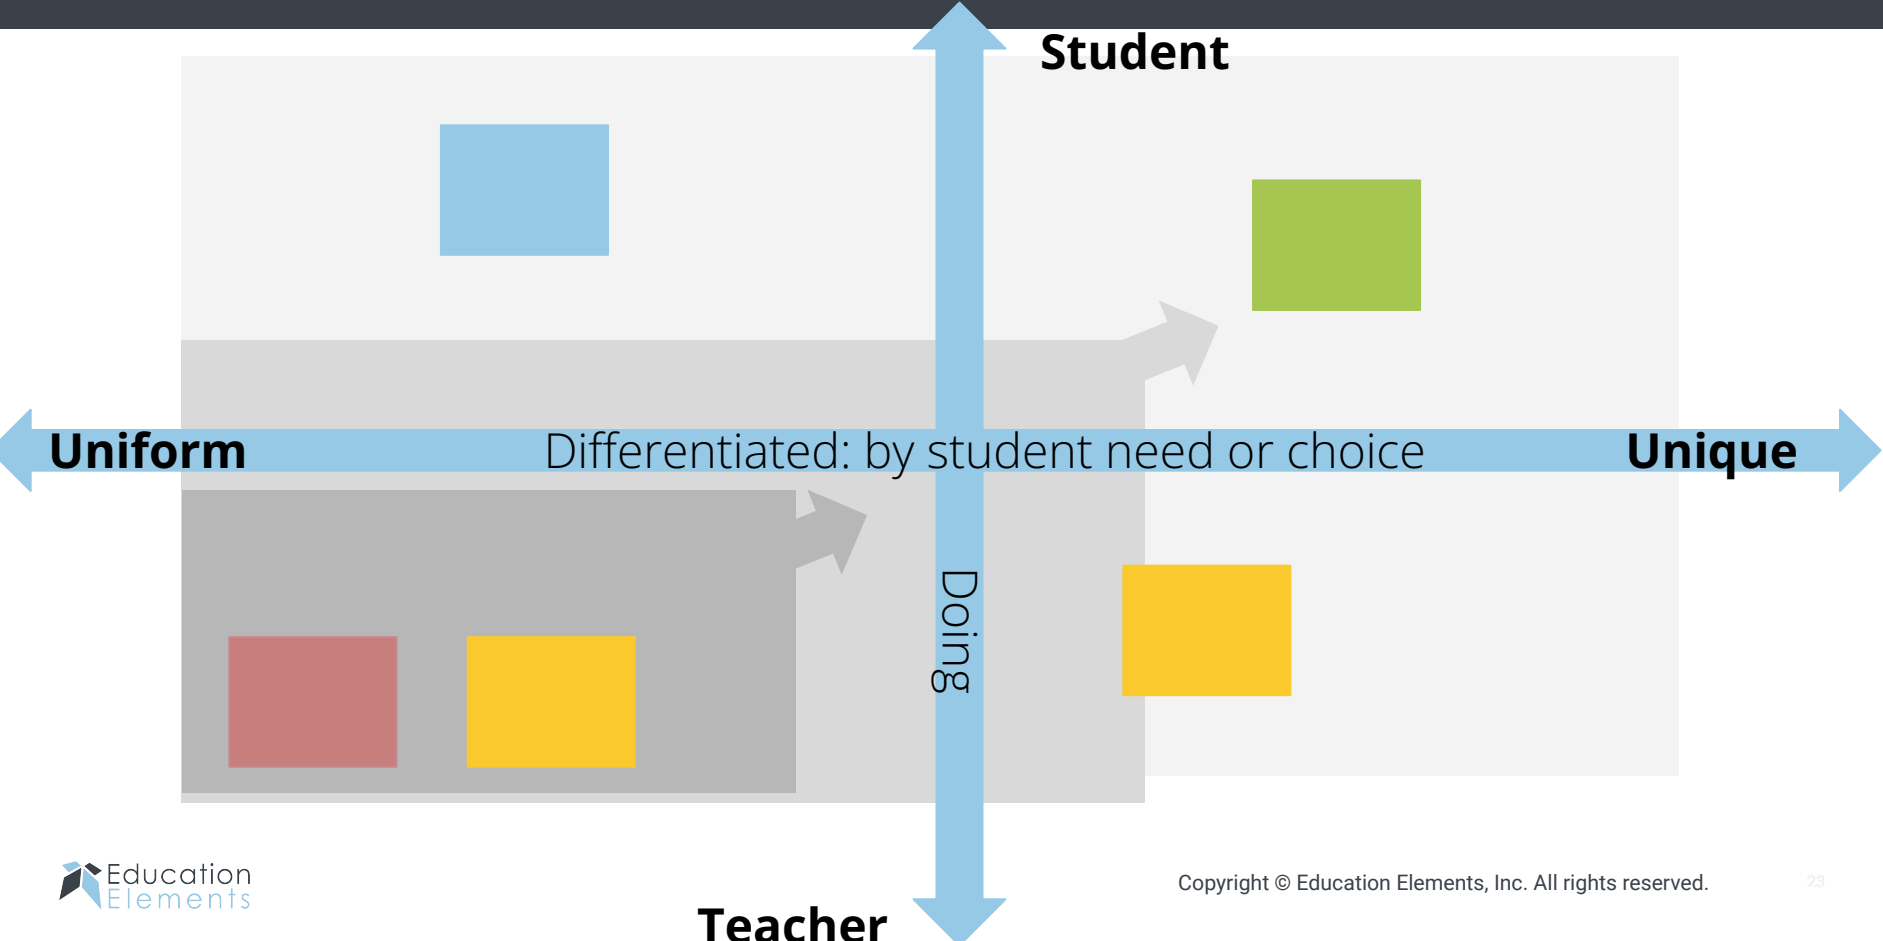 Student
Uniform
Differentiated: by student need or choice
Unique
Doing
Education
Elements
Copyright © Education Elements, Inc. All rights reserved.
23
Teacher